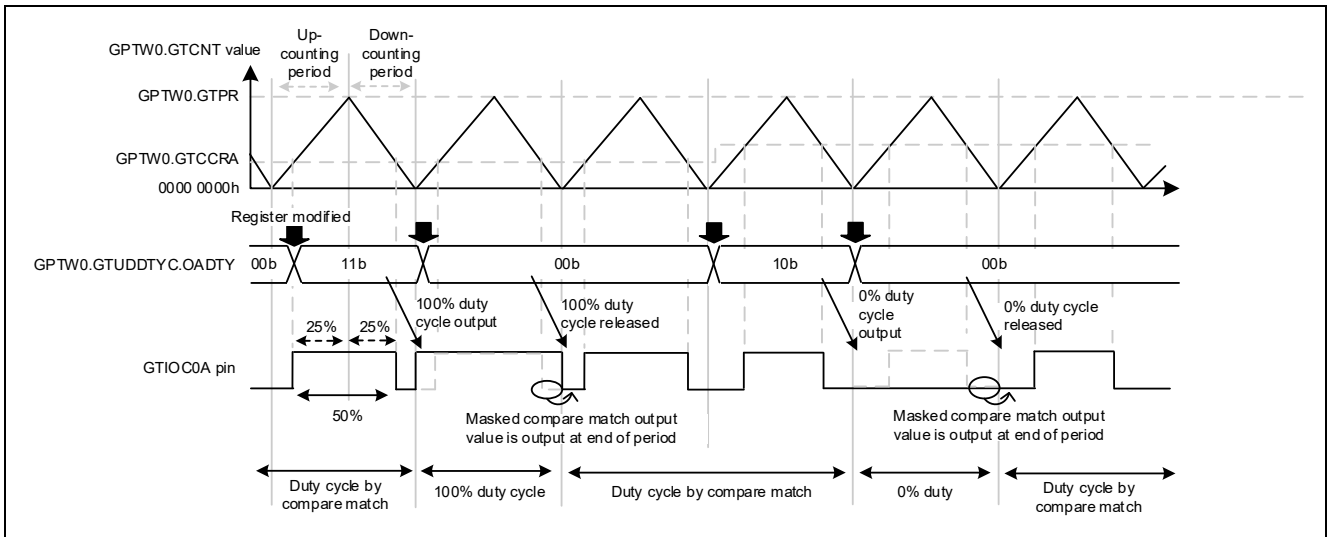 Up-
counting
period
Down-
counting
period
GPTW0.GTCNT value
GPTW0.GTPR
GPTW0.GTCCRA
0000 0000h
Register modified
GPTW0.GTUDDTYC.OADTY
00b
11b
00b
10b
00b
100% duty
cycle output
100% duty
cycle released
0% duty
cycle
output
0% duty
cycle
released
25%
25%
GTIOC0A pin
50%
Masked compare match output
value is output at end of period
Masked compare match output
value is output at end of period
Duty cycle by
compare match
100% duty cycle
Duty cycle by compare match
0% duty
Duty cycle by
compare match